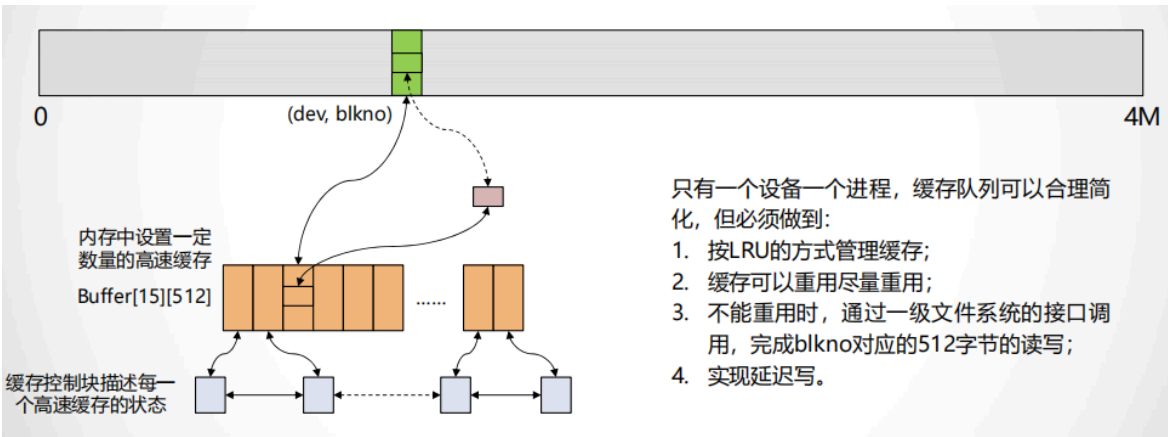 0
(dev, blkno)
4M
内存中设置一定
数量的高速缓存
Buffer[15][512]
......
缓存控制块描述每一
个高速缓存的状态
只有一个设备一个进程，缓存队列可以合理简
化，但必须做到：
1. 按LRU的方式管理缓存；
2. 缓存可以重用尽量重用；
3. 不能重用时，通过一级文件系统的接口调
用，完成blkno对应的512字节的读写；
4. 实现延迟写。